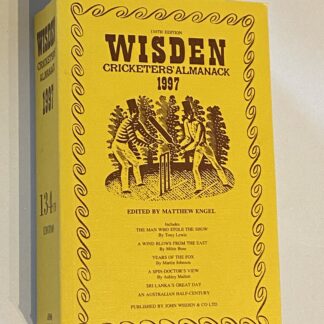 WISDEN
CRICKETERS'
ALMANACK
1997
134TH
EDITION
134TH EDITION
WISDEN
CRICKETERS' ALMANACK
1997
EDITED BY MATTHEW ENGEL
Includes
THE MAN WHO STOLE THE SHOW
By Tony Lewis
A WIND BLOWS FROM THE EAST
By Mihir Bose
YEARS OF THE FOX
By Martin Johnson
A SPIN-DOCTOR'S VIEW
By Ashley Mallett
SRI LANKA'S GREAT DAY
AN AUSTRALIAN HALF-CENTURY
PUBLISHED BY JOHN WISDEN & CO LTD